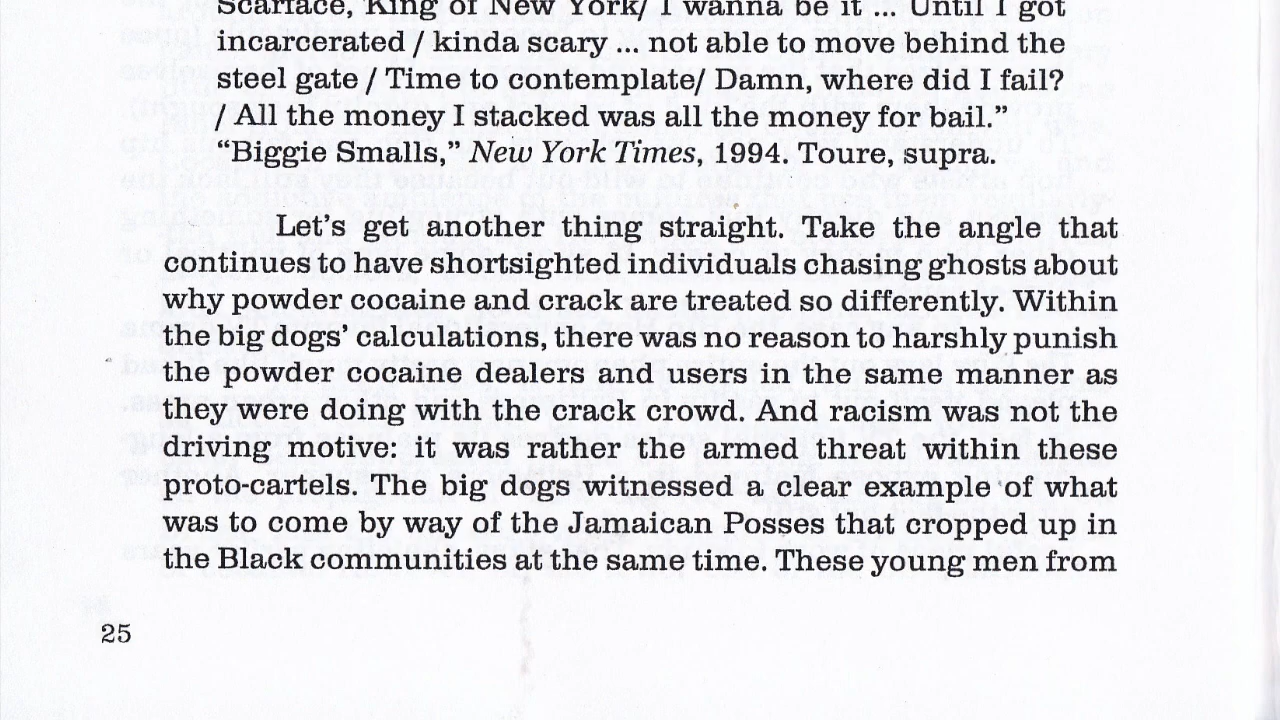 Scarface, King of New York/ I wanna be it ... Until I got
incarcerated / kinda scary ... not able to move behind the
steel gate / Time to contemplate/ Damn, where did I fail?
/ All the money I stacked was all the money for bail.”
“Biggie Smalls,” New York Times, 1994. Toure, supra.
Let’s get another thing straight. Take the angle that
continues to have shortsighted individuals chasing ghosts about
why powder cocaine and crack are treated so differently. Within
the big dogs’ calculations, there was no reason to harshly punish
the powder cocaine dealers and users in the same manner as
they were doing with the crack crowd. And racism was not the
driving motive: it was rather the armed threat within these
proto-cartels. The big dogs witnessed a clear example of what
was to come by way of the Jamaican Posses that cropped up in
the Black communities at the same time. These young men from
25